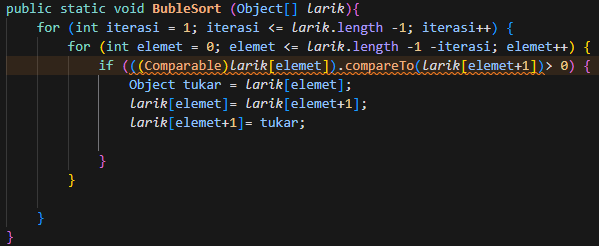 public static void BubleSort (Object[] larik){
for (int iterasi = 1; iterasi <= larik.length -1; iterasi++) {
for (int elemet = 0; elemet <= larik.length -1 -iterasi; elemet++) {
if (((Comparable)larik[elemet]).compareTo(larik[elemet+1])> 0) {
Object tukar = larik[elemet];
larik[elemet]= larik[elemet+1];
larik[elemet+1]= tukar;
}
}
}
}